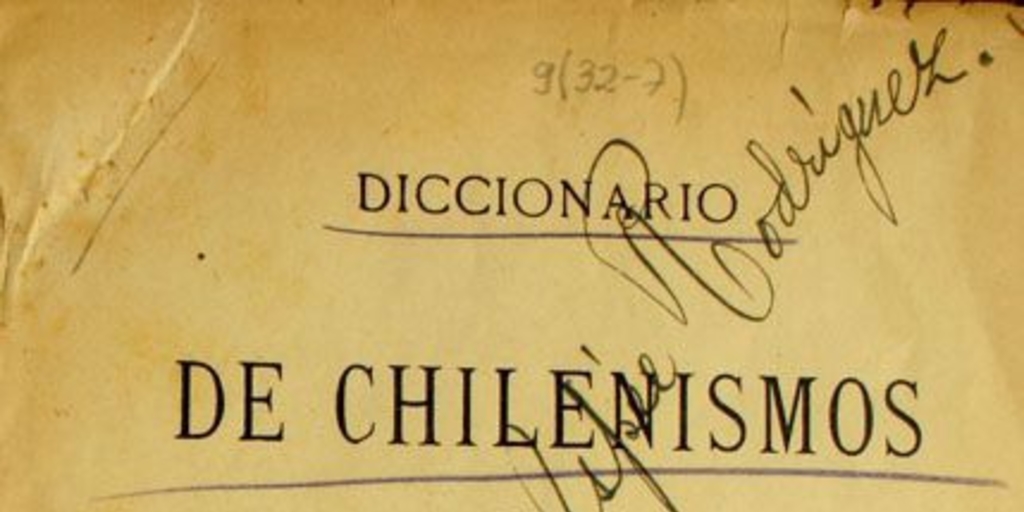 9(32-7)
DICCIONARIO
Rodríguez.
DE CHILENISMOS